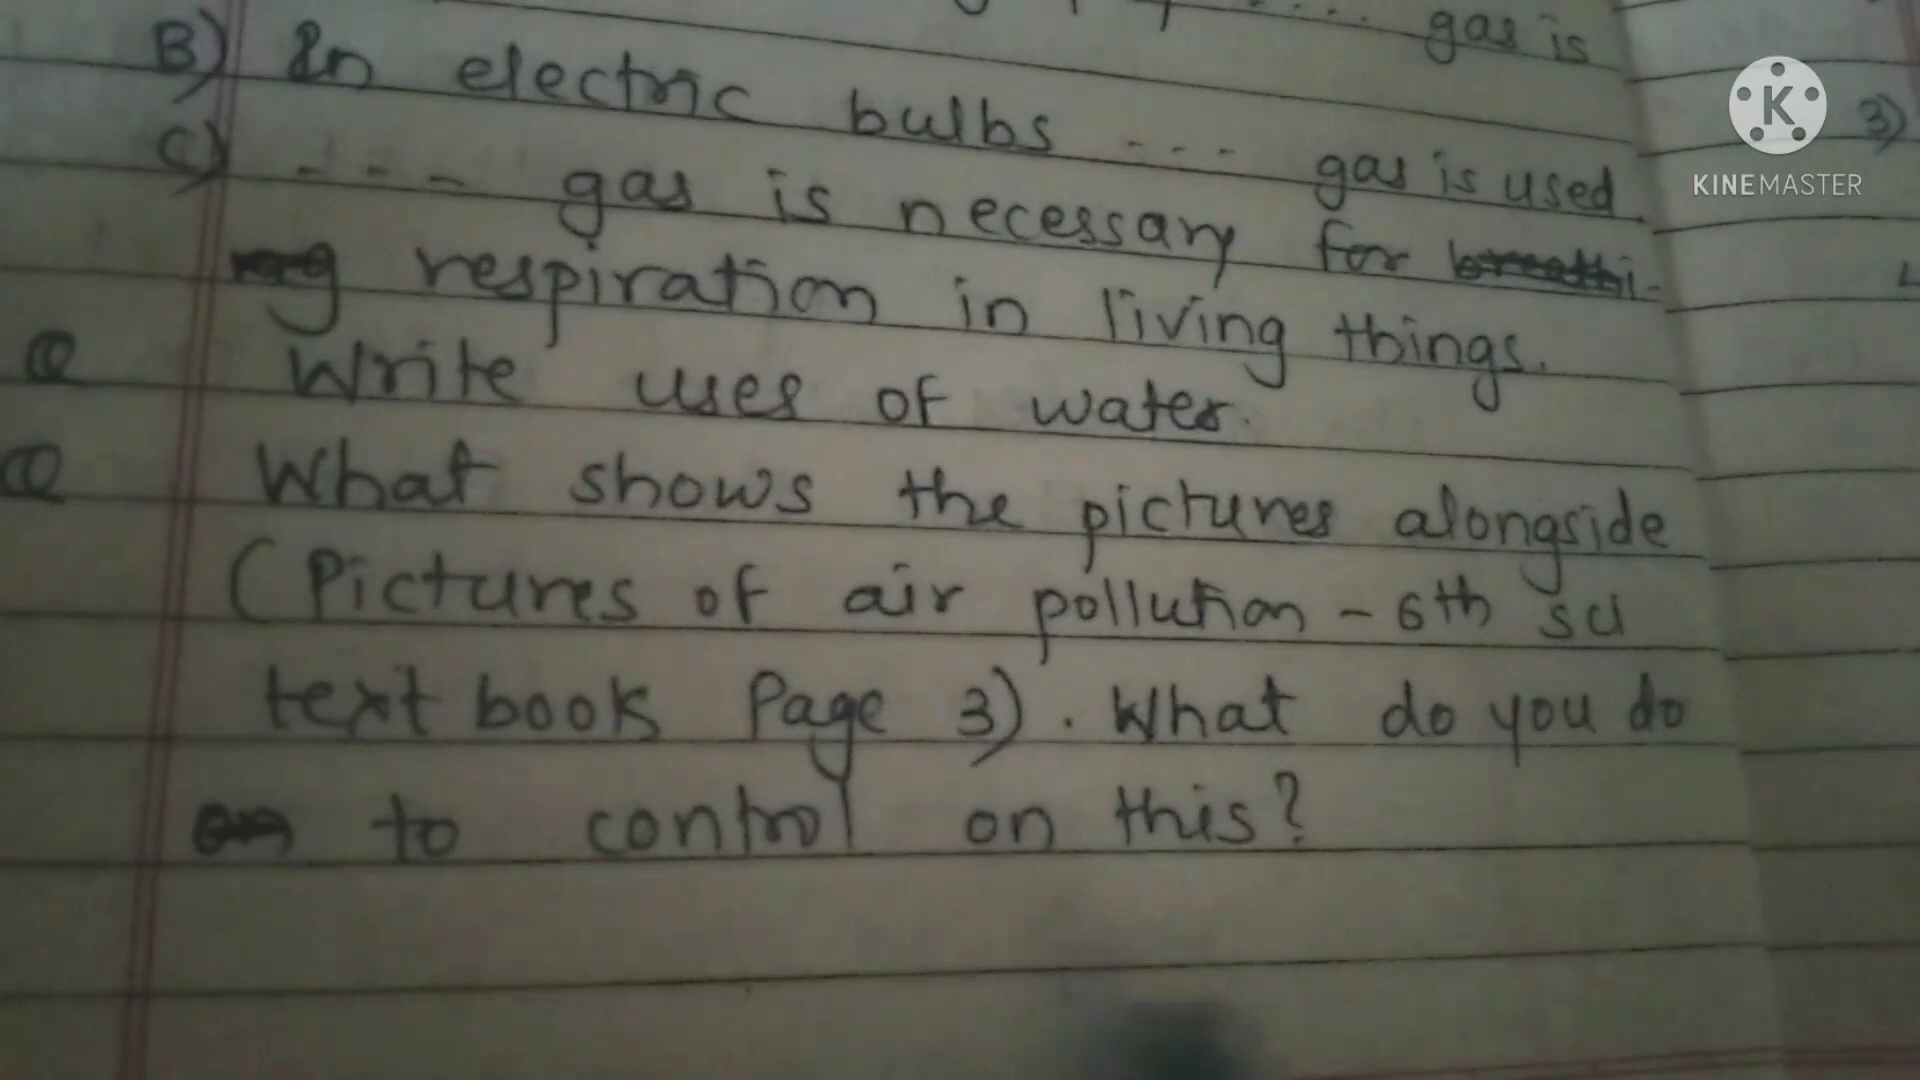 gas is
B) In electric bulbs ... gas is used
C) .... gas is necessary for
respiration in living things.
Q Write uses of water.
Q What shows the pictures alongside
(Pictures of air pollution - 6th sci
text book Page 3). What do you do
to control on this?
3)
K
KINEMASTER